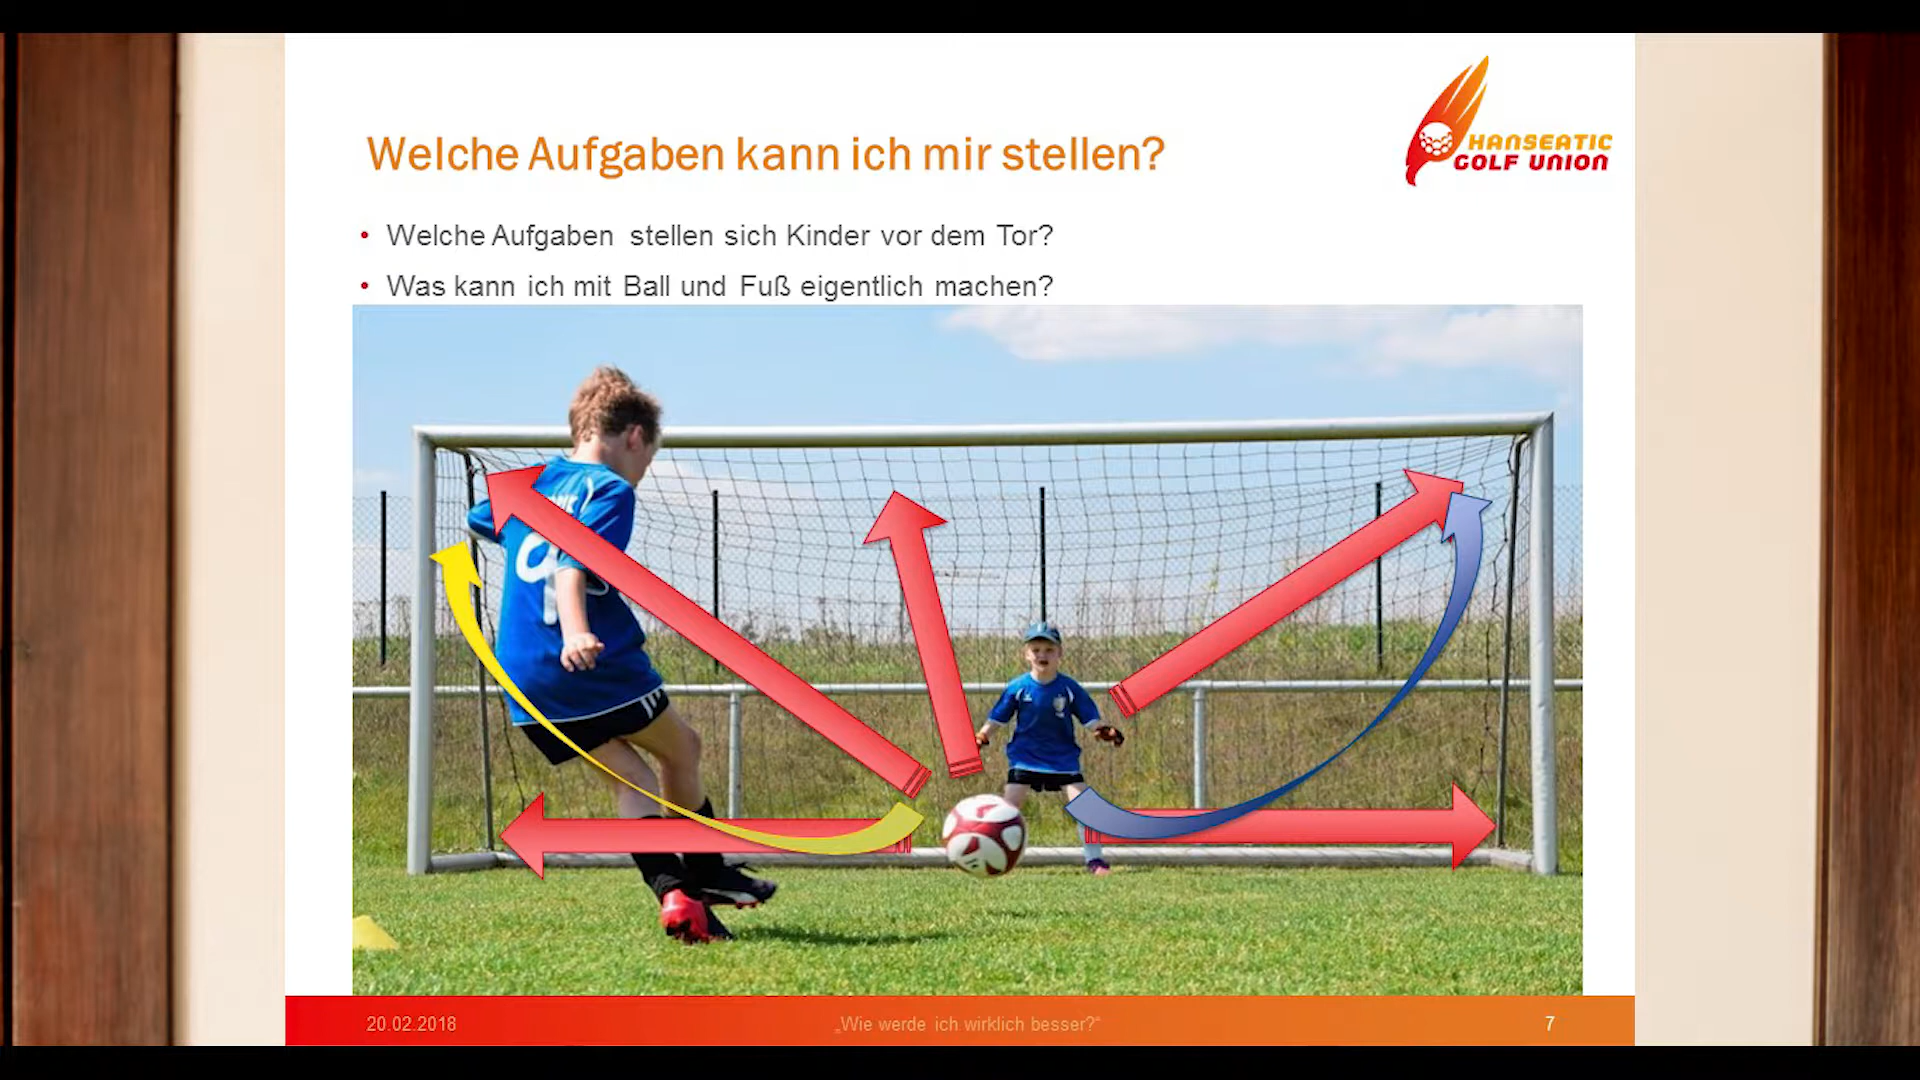 Welche Aufgaben kann ich mir stellen?
HANSEATIC
GOLF UNION
• Welche Aufgaben stellen sich Kinder vor dem Tor?
• Was kann ich mit Ball und Fuß eigentlich machen?
9
20.02.2018
„Wie werde ich wirklich besser?“
7